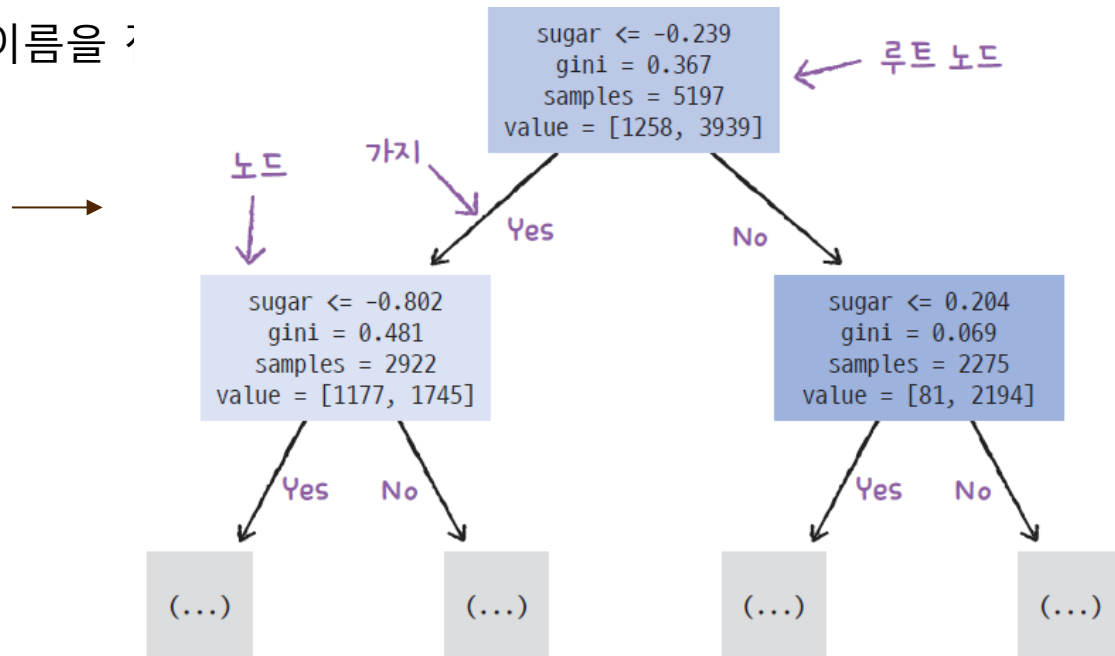 이름을
sugar <= -0.239
gini = 0.367
samples = 5197
value = [1258, 3939]
루트 노드
가지
노드
Yes
No
sugar <= -0.802
gini = 0.481
samples = 2922
value = [1177, 1745]
sugar <= 0.204
gini = 0.069
samples = 2275
value = [81, 2194]
Yes
No
Yes
No
(...)
(...)
(...)
(...)